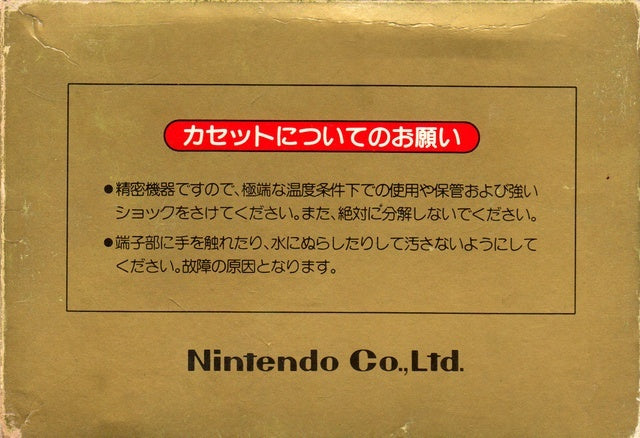 カセットについてのお願い
●精密機器ですので、極端な温度条件下での使用や保管および強い
ショックをさけてください。また、絶対に分解しないでください。
●端子部に手を触れたり、水にぬらしたりして汚さないようにして
ください。故障の原因となります。
Nintendo Co.,Ltd.